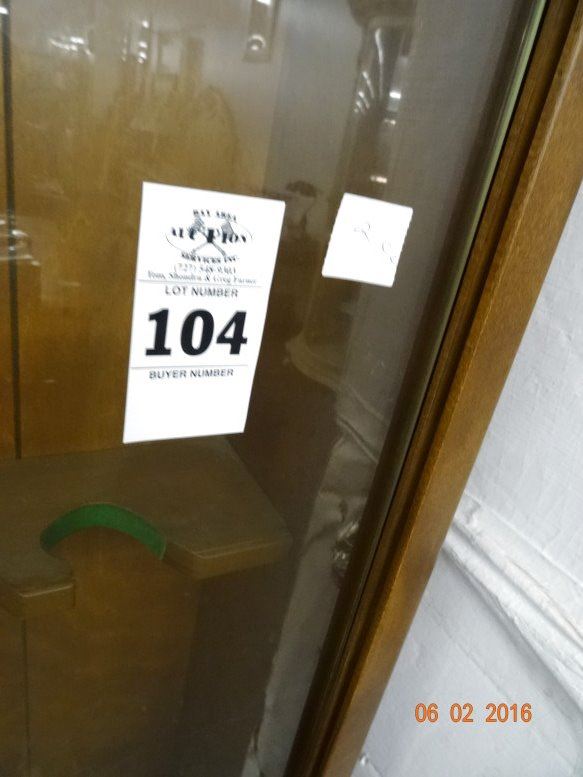 BAY AREA
AUCTION
SERVICES INC
LOT NUMBER
104
BUYER NUMBER
06 02 2016